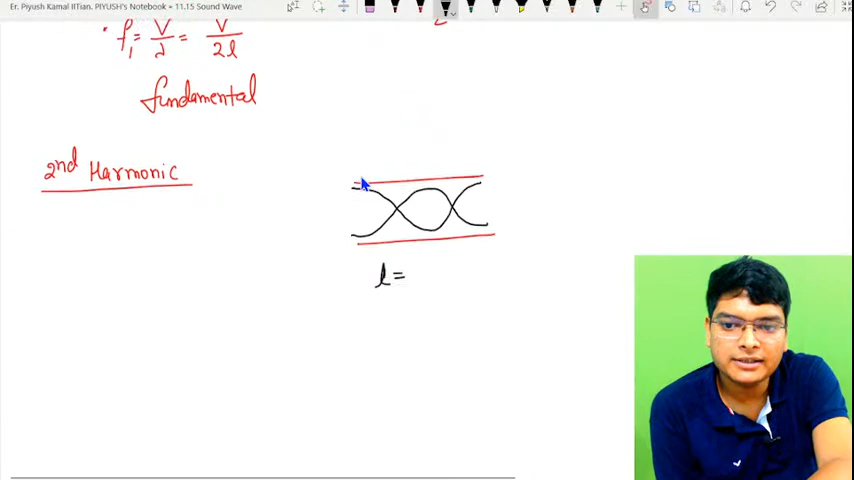 Er. Piyush Kamal IITian. PIYUSH's Notebook » 11.15 Sound Wave
f₁ = V/λ = V/2l
fundamental
2nd Harmonic
l =